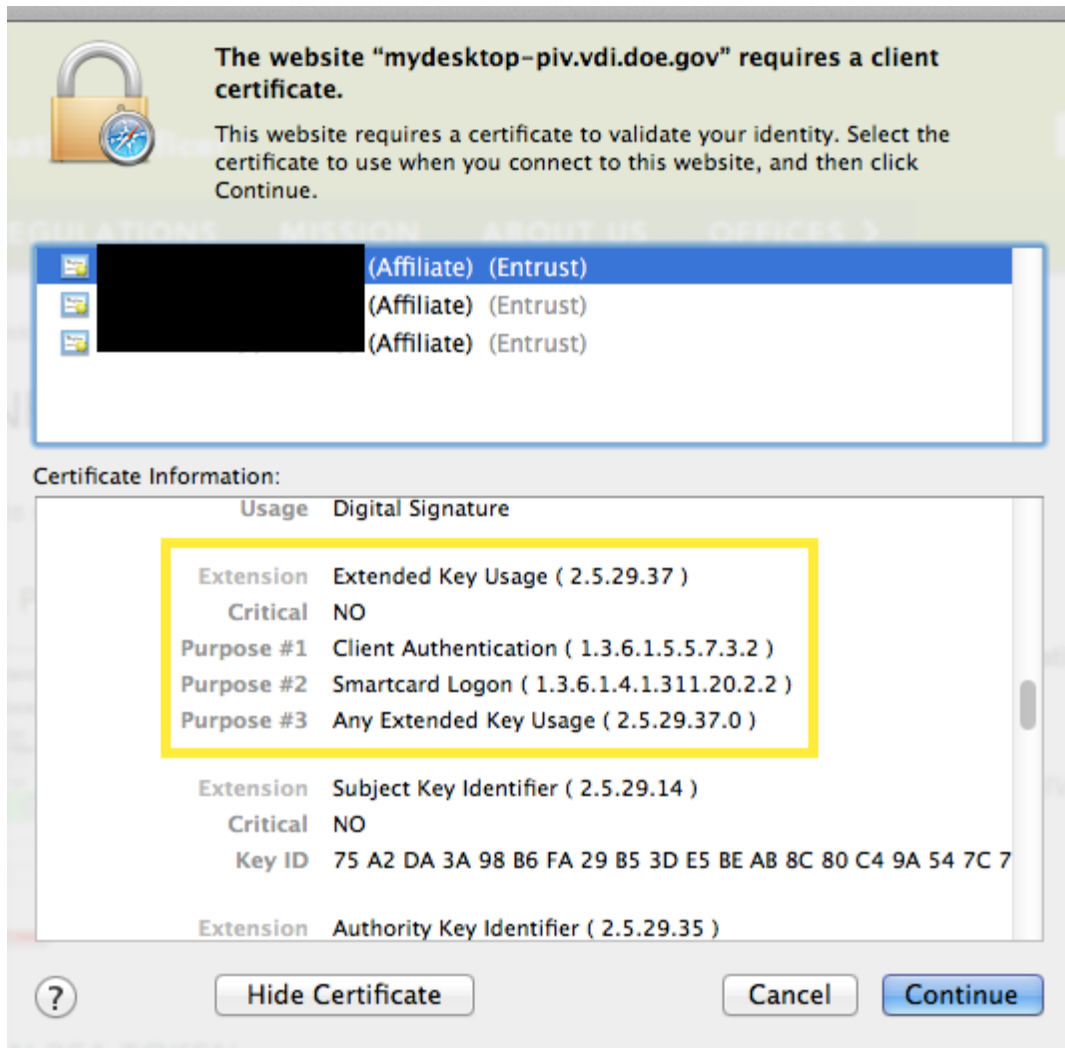 The website “mydesktop-piv.vdi.doe.gov” requires a client
certificate.
This website requires a certificate to validate your identity. Select the
certificate to use when you connect to this website, and then click
Continue.
REGULATIONS MISSION ABOUT US OFFICES >
(Affiliate) (Entrust)
(Affiliate) (Entrust)
(Affiliate) (Entrust)
Certificate Information:
Usage Digital Signature
Extension Extended Key Usage ( 2.5.29.37 )
Critical NO
Purpose #1 Client Authentication ( 1.3.6.1.5.5.7.3.2 )
Purpose #2 Smartcard Logon ( 1.3.6.1.4.1.311.20.2.2 )
Purpose #3 Any Extended Key Usage ( 2.5.29.37.0 )
Extension Subject Key Identifier ( 2.5.29.14 )
Critical NO
Key ID 75 A2 DA 3A 98 B6 FA 29 B5 3D E5 BE AB 8C 80 C4 9A 54 7C 7
Extension Authority Key Identifier ( 2.5.29.35 )
? Hide Certificate Cancel Continue